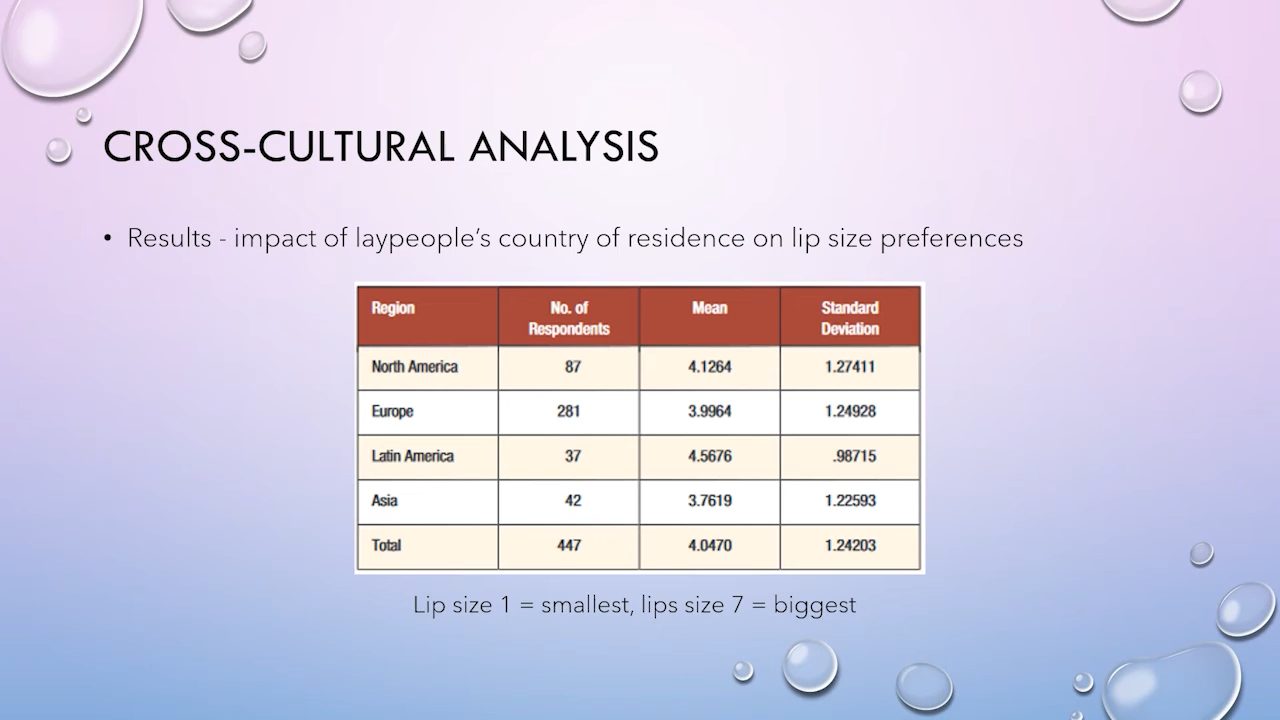 CROSS-CULTURAL ANALYSIS
• Results - impact of laypeople’s country of residence on lip size preferences
Region No. of Respondents Mean Standard Deviation
North America 87 4.1264 1.27411
Europe 281 3.9964 1.24928
Latin America 37 4.5676 .98715
Asia 42 3.7619 1.22593
Total 447 4.0470 1.24203
Lip size 1 = smallest, lips size 7 = biggest